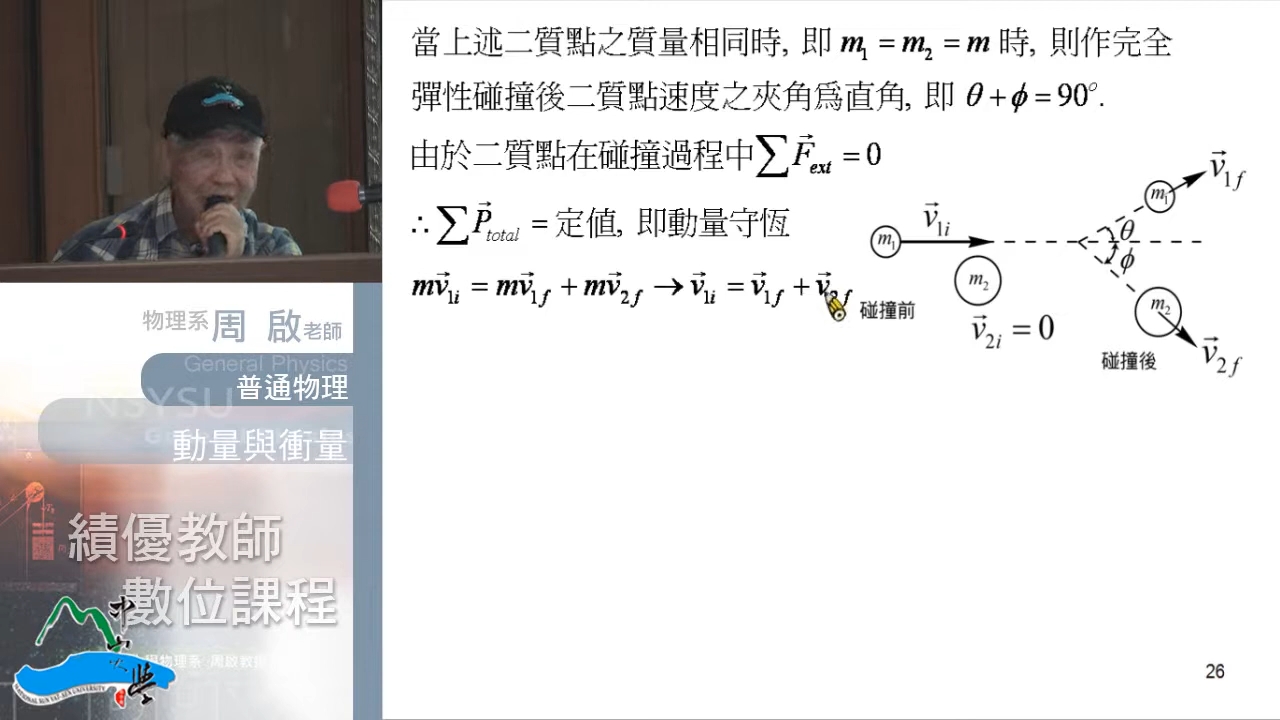 當上述二質點之質量相同時, 即 m₁ = m₂ = m 時, 則作完全
彈性碰撞後二質點速度之夾角為直角, 即 θ + ϕ = 90°.
由於二質點在碰撞過程中 ∑F⃗ext = 0
∴ ∑P⃗total = 定值, 即動量守恆
mv⃗1i = mv⃗1f + mv⃗2f → v⃗1i = v⃗1f + v⃗2f
m₁
v⃗1i
m₂
v⃗2i = 0
碰撞前
m₁
v⃗1f
θ
ϕ
m₂
v⃗2f
碰撞後
物理系 周 啟 老師
General Physics
普通物理
NSYSU
動量與衝量
績優教師
數位課程
NATIONAL SUN YAT-SEN UNIVERSITY
26